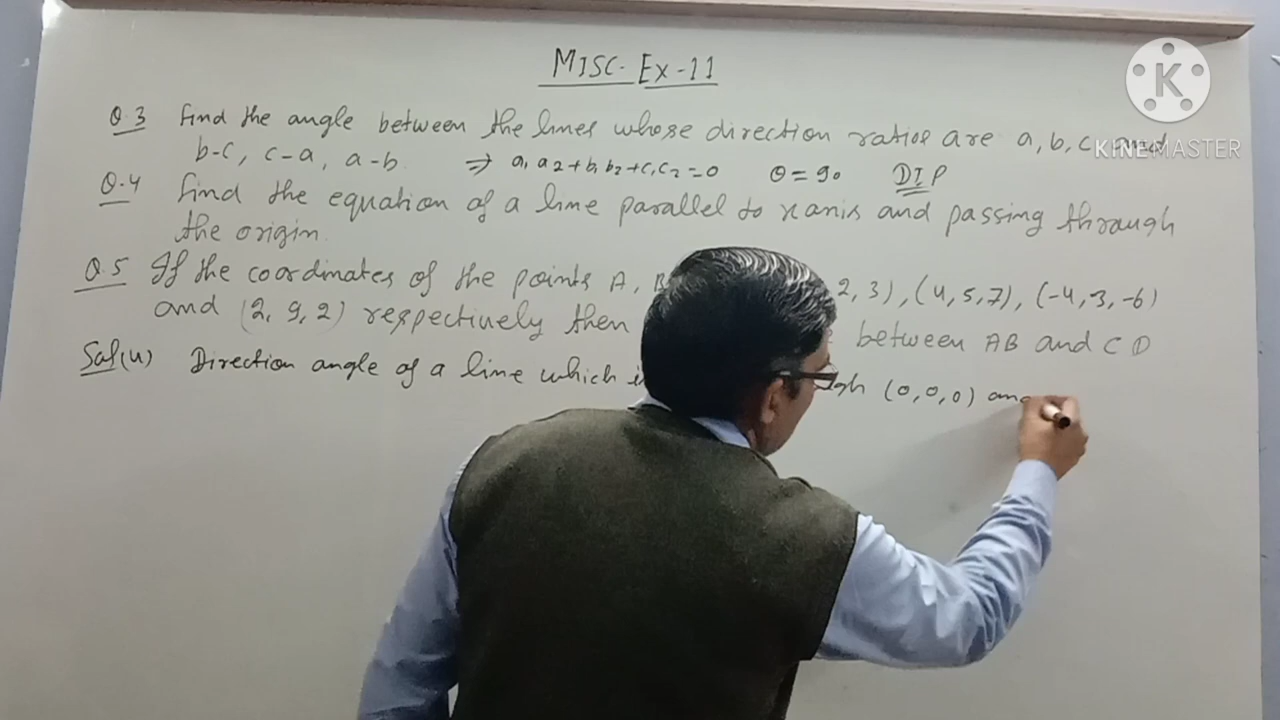 MISC- Ex-11
Q.3 Find the angle between the lines whose direction ratios are a, b, c and
b-c, c-a, a-b ⇒ a₁a₂+b₁b₂+c₁c₂=0 θ=90 DIP
Q.4 Find the equation of a line parallel to x axis and passing through
the origin.
Q.5 If the coordinates of the points A, B 2, 3), (4,5,7), (-4,-3,-6)
and (2, 9, 2) respectively then between AB and CD
Sol(4) Direction angle of a line which (0,0,0) an
K
KINEMASTER